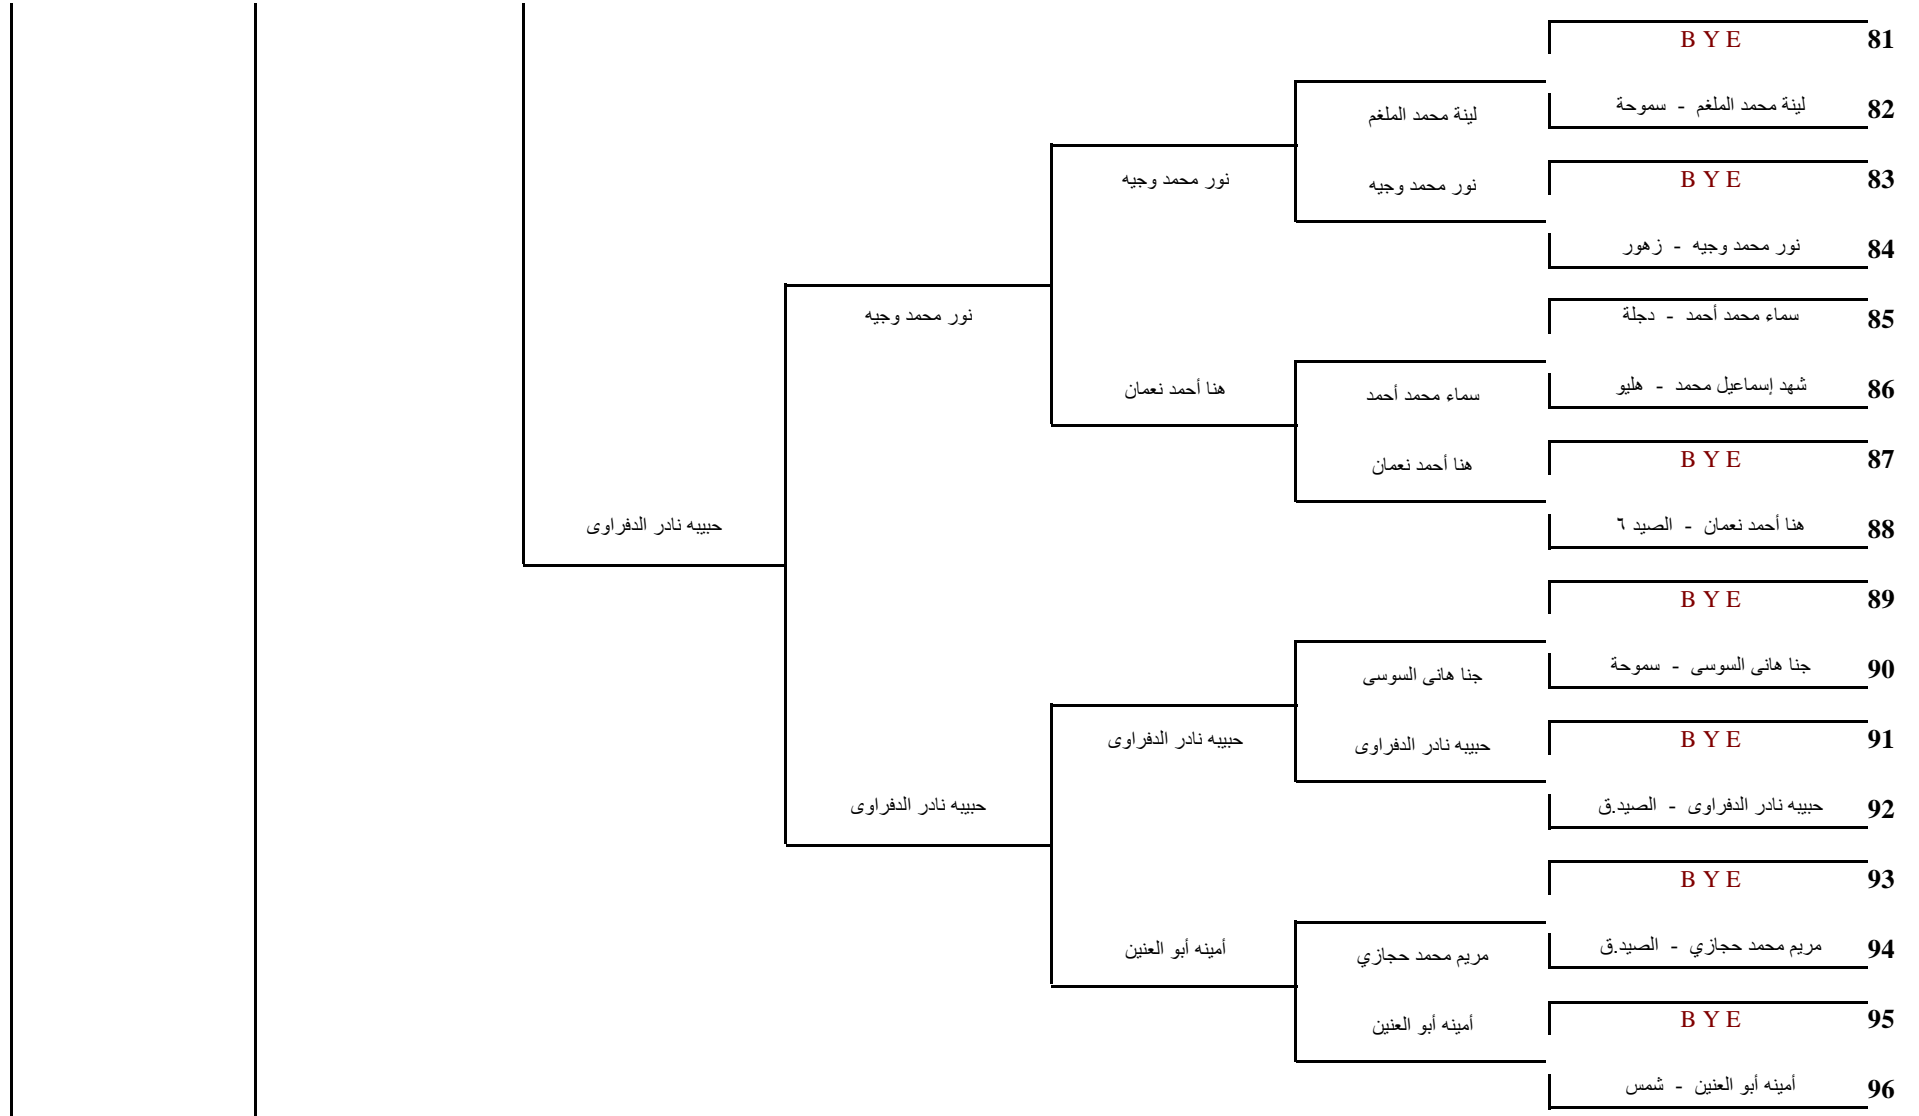 81 BYE
82 لينة محمد الملغم - سموحة
لينة محمد الملغم
83 BYE
نور محمد وجيه
نور محمد وجيه
84 نور محمد وجيه - زهور
85 سماء محمد أحمد - دجلة
نور محمد وجيه
86 شهد إسماعيل محمد - هليو
سماء محمد أحمد
هنا أحمد نعمان
87 BYE
هنا أحمد نعمان
88 هنا أحمد نعمان - الصيد ٦
حبيبه نادر الدفراوى
89 BYE
90 جنا هانى السوسى - سموحة
جنا هانى السوسى
91 BYE
حبيبه نادر الدفراوى
حبيبه نادر الدفراوى
92 حبيبه نادر الدفراوى - الصيد.ق
حبيبه نادر الدفراوى
93 BYE
94 مريم محمد حجازي - الصيد.ق
مريم محمد حجازي
أمينه أبو العنين
95 BYE
أمينه أبو العنين
96 أمينه أبو العنين - شمس